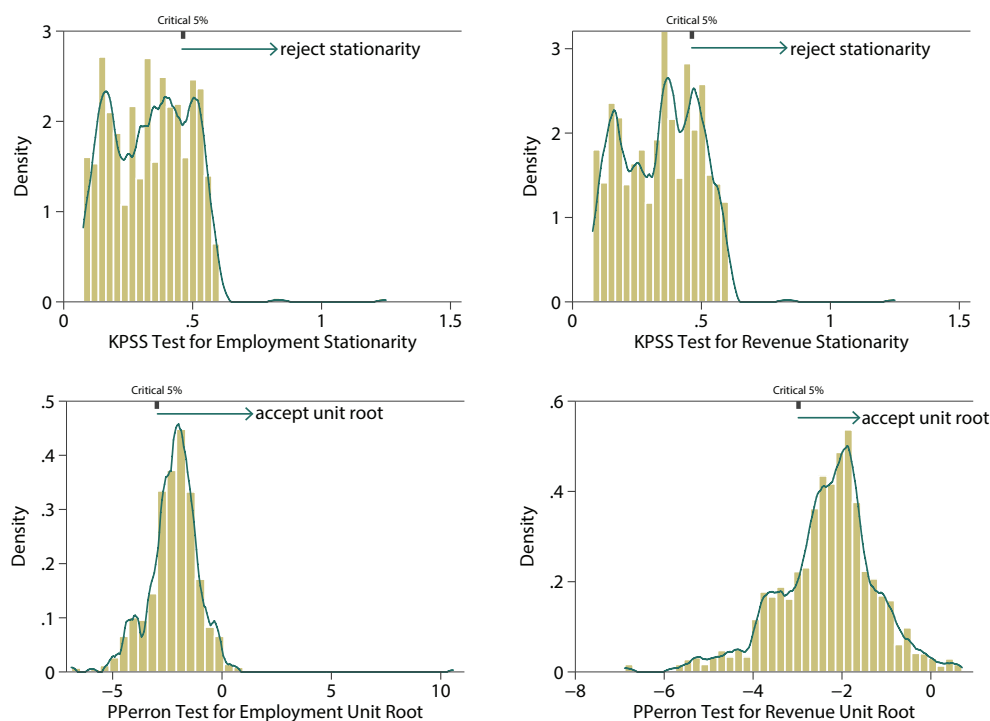 Critical 5%
reject stationarity
3
2
1
0
Density
0
.5
1
1.5
KPSS Test for Employment Stationarity
Critical 5%
reject stationarity
3
2
1
0
Density
0
.5
1
1.5
KPSS Test for Revenue Stationarity
Critical 5%
accept unit root
.5
.4
.3
.2
.1
0
Density
−5
0
5
10
PPerron Test for Employment Unit Root
Critical 5%
accept unit root
.6
.4
.2
0
Density
−8
−6
−4
−2
0
PPerron Test for Revenue Unit Root